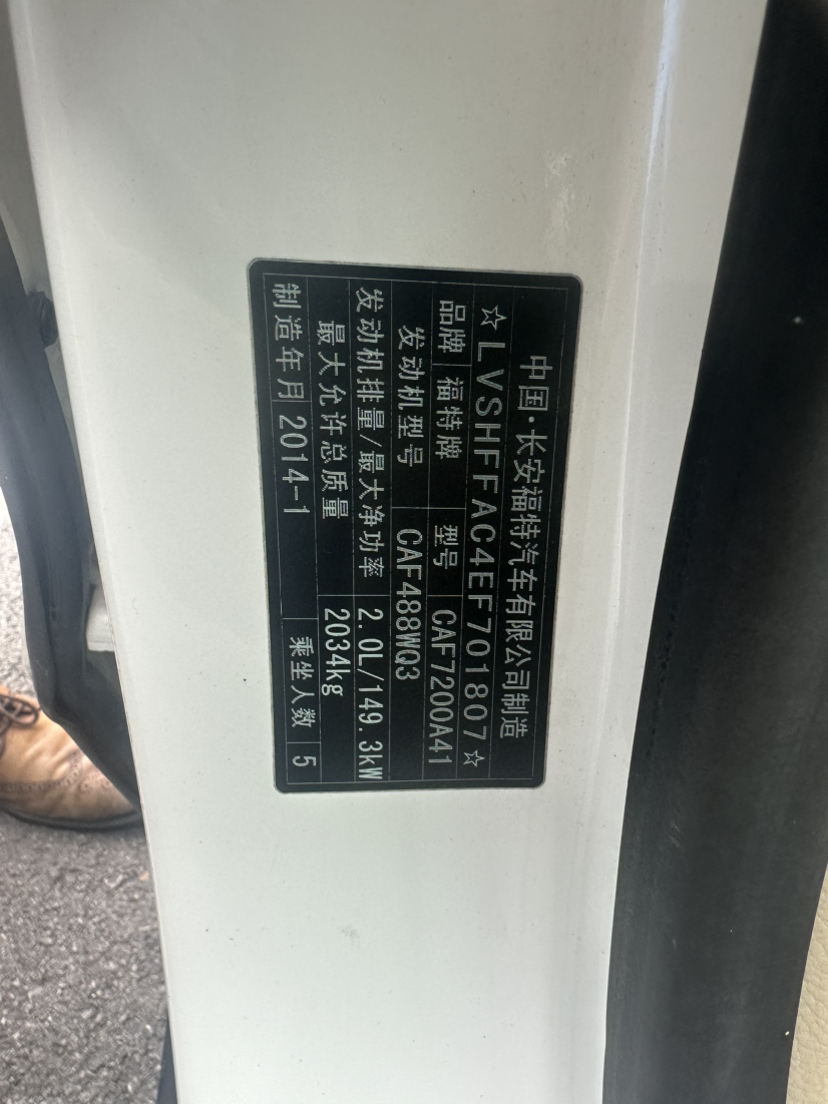 中国·长安福特汽车有限公司制造
☆LVSHFFAC4EF701807☆
品牌 福特牌 型号 CAF7200A41
发动机型号 CAF488WQ3
发动机排量/最大净功率 2.0L/149.3kW
最大允许总质量 2034kg
制造年月 2014-1 乘坐人数 5